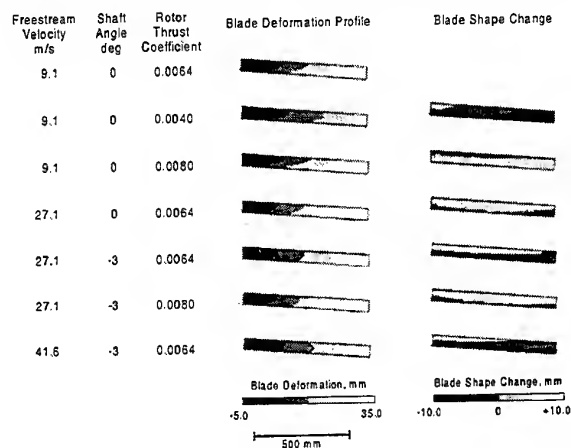 Freestream Velocity m/s Shaft Angle deg Rotor Thrust Coefficient Blade Deformation Profile Blade Shape Change
9.1 0 0.0064
9.1 0 0.0040
9.1 0 0.0080
27.1 0 0.0064
27.1 -3 0.0064
27.1 -3 0.0080
41.6 -3 0.0064
Blade Deformation, mm Blade Shape Change, mm
-5.0 35.0 -10.0 0 +10.0
500 mm